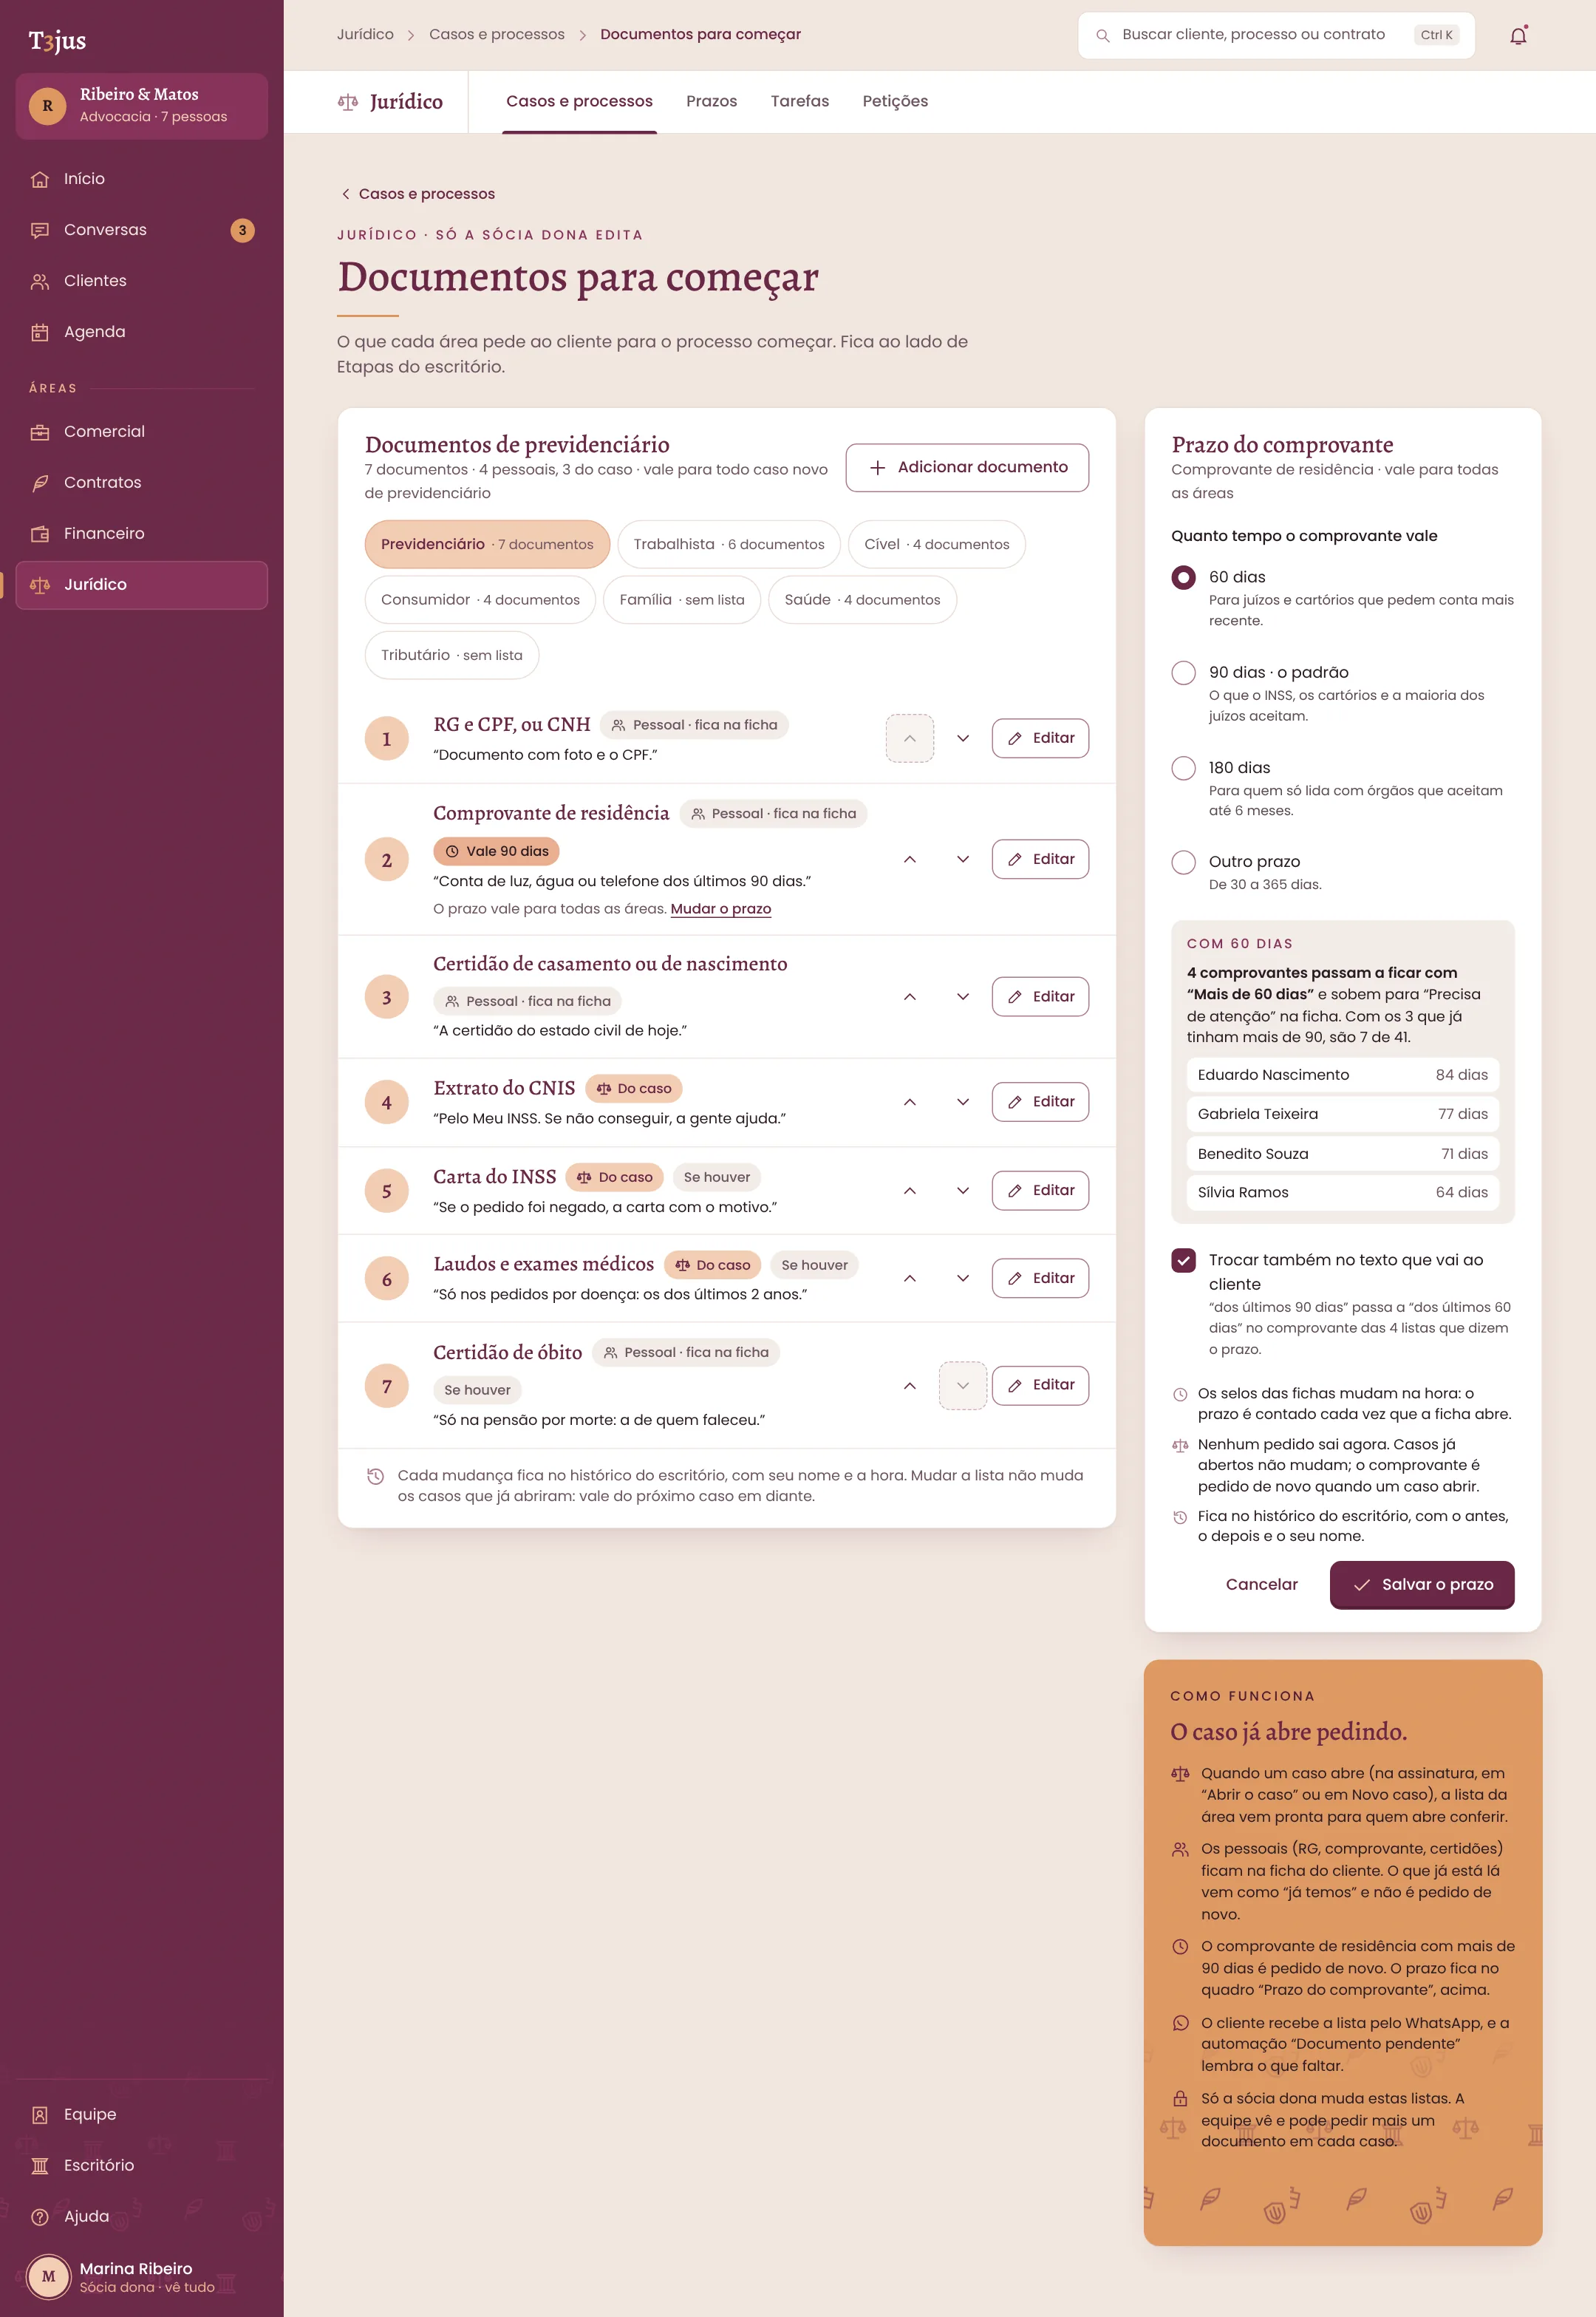 T3jus
R
Ribeiro & Matos
Advocacia · 7 pessoas
Início
Conversas
3
Clientes
Agenda
ÁREAS
Comercial
Contratos
Financeiro
Jurídico
Equipe
Escritório
Ajuda
M
Marina Ribeiro
Sócia dona · vê tudo
Jurídico
Casos e processos
Documentos para começar
Buscar cliente, processo ou contrato
Ctrl K
Jurídico
Casos e processos
Prazos
Tarefas
Petições
Casos e processos
JURÍDICO · SÓ A SÓCIA DONA EDITA
Documentos para começar
O que cada área pede ao cliente para o processo começar. Fica ao lado de
Etapas do escritório.
Documentos de previdenciário
7 documentos · 4 pessoais, 3 do caso · vale para todo caso novo
de previdenciário
Adicionar documento
Previdenciário · 7 documentos
Trabalhista · 6 documentos
Cível · 4 documentos
Consumidor · 4 documentos
Família · sem lista
Saúde · 4 documentos
Tributário · sem lista
1
RG e CPF, ou CNH
Pessoal · fica na ficha
“Documento com foto e o CPF.”
Editar
2
Comprovante de residência
Pessoal · fica na ficha
Vale 90 dias
“Conta de luz, água ou telefone dos últimos 90 dias.”
O prazo vale para todas as áreas. Mudar o prazo
Editar
3
Certidão de casamento ou de nascimento
Pessoal · fica na ficha
“A certidão do estado civil de hoje.”
Editar
4
Extrato do CNIS
Do caso
“Pelo Meu INSS. Se não conseguir, a gente ajuda.”
Editar
5
Carta do INSS
Do caso
Se houver
“Se o pedido foi negado, a carta com o motivo.”
Editar
6
Laudos e exames médicos
Do caso
Se houver
“Só nos pedidos por doença: os dos últimos 2 anos.”
Editar
7
Certidão de óbito
Pessoal · fica na ficha
Se houver
“Só na pensão por morte: a de quem faleceu.”
Editar
Cada mudança fica no histórico do escritório, com seu nome e a hora. Mudar a lista não muda
os casos que já abriram: vale do próximo caso em diante.
Prazo do comprovante
Comprovante de residência · vale para todas
as áreas
Quanto tempo o comprovante vale
60 dias
Para juízos e cartórios que pedem conta mais
recente.
90 dias · o padrão
O que o INSS, os cartórios e a maioria dos
juízos aceitam.
180 dias
Para quem só lida com órgãos que aceitam
até 6 meses.
Outro prazo
De 30 a 365 dias.
COM 60 DIAS
4 comprovantes passam a ficar com
“Mais de 60 dias” e sobem para “Precisa
de atenção” na ficha. Com os 3 que já
tinham mais de 90, são 7 de 41.
Eduardo Nascimento
84 dias
Gabriela Teixeira
77 dias
Benedito Souza
71 dias
Sílvia Ramos
64 dias
Trocar também no texto que vai ao
cliente
“dos últimos 90 dias” passa a “dos últimos 60
dias” no comprovante das 4 listas que dizem
o prazo.
Os selos das fichas mudam na hora: o
prazo é contado cada vez que a ficha abre.
Nenhum pedido sai agora. Casos já
abertos não mudam; o comprovante é
pedido de novo quando um caso abrir.
Fica no histórico do escritório, com o antes,
o depois e o seu nome.
Cancelar
Salvar o prazo
COMO FUNCIONA
O caso já abre pedindo.
Quando um caso abre (na assinatura, em
“Abrir o caso” ou em Novo caso), a lista da
área vem pronta para quem abre conferir.
Os pessoais (RG, comprovante, certidões)
ficam na ficha do cliente. O que já está lá
vem como “já temos” e não é pedido de
novo.
O comprovante de residência com mais de
90 dias é pedido de novo. O prazo fica no
quadro “Prazo do comprovante”, acima.
O cliente recebe a lista pelo WhatsApp, e a
automação “Documento pendente”
lembra o que faltar.
Só a sócia dona muda estas listas. A
equipe vê e pode pedir mais um
documento em cada caso.